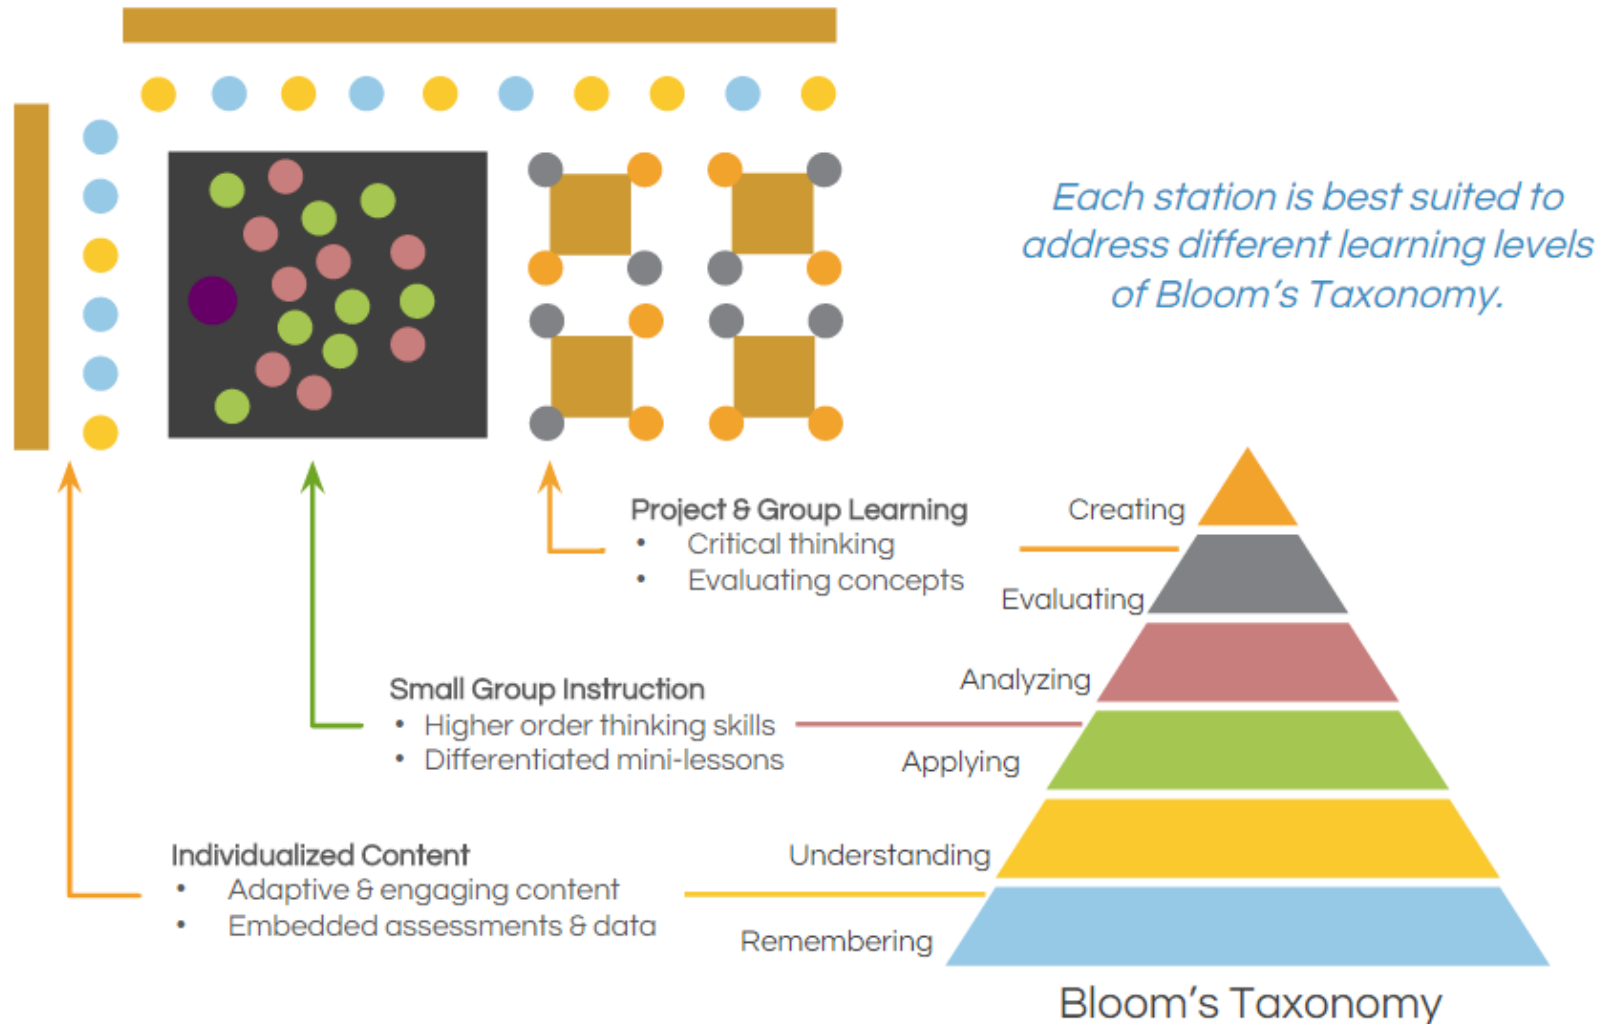 Each station is best suited to
address different learning levels
of Bloom's Taxonomy.
Project & Group Learning
• Critical thinking
• Evaluating concepts
Creating
Evaluating
Small Group Instruction
• Higher order thinking skills
• Differentiated mini-lessons
Analyzing
Applying
Individualized Content
• Adaptive & engaging content
• Embedded assessments & data
Understanding
Remembering
Bloom's Taxonomy